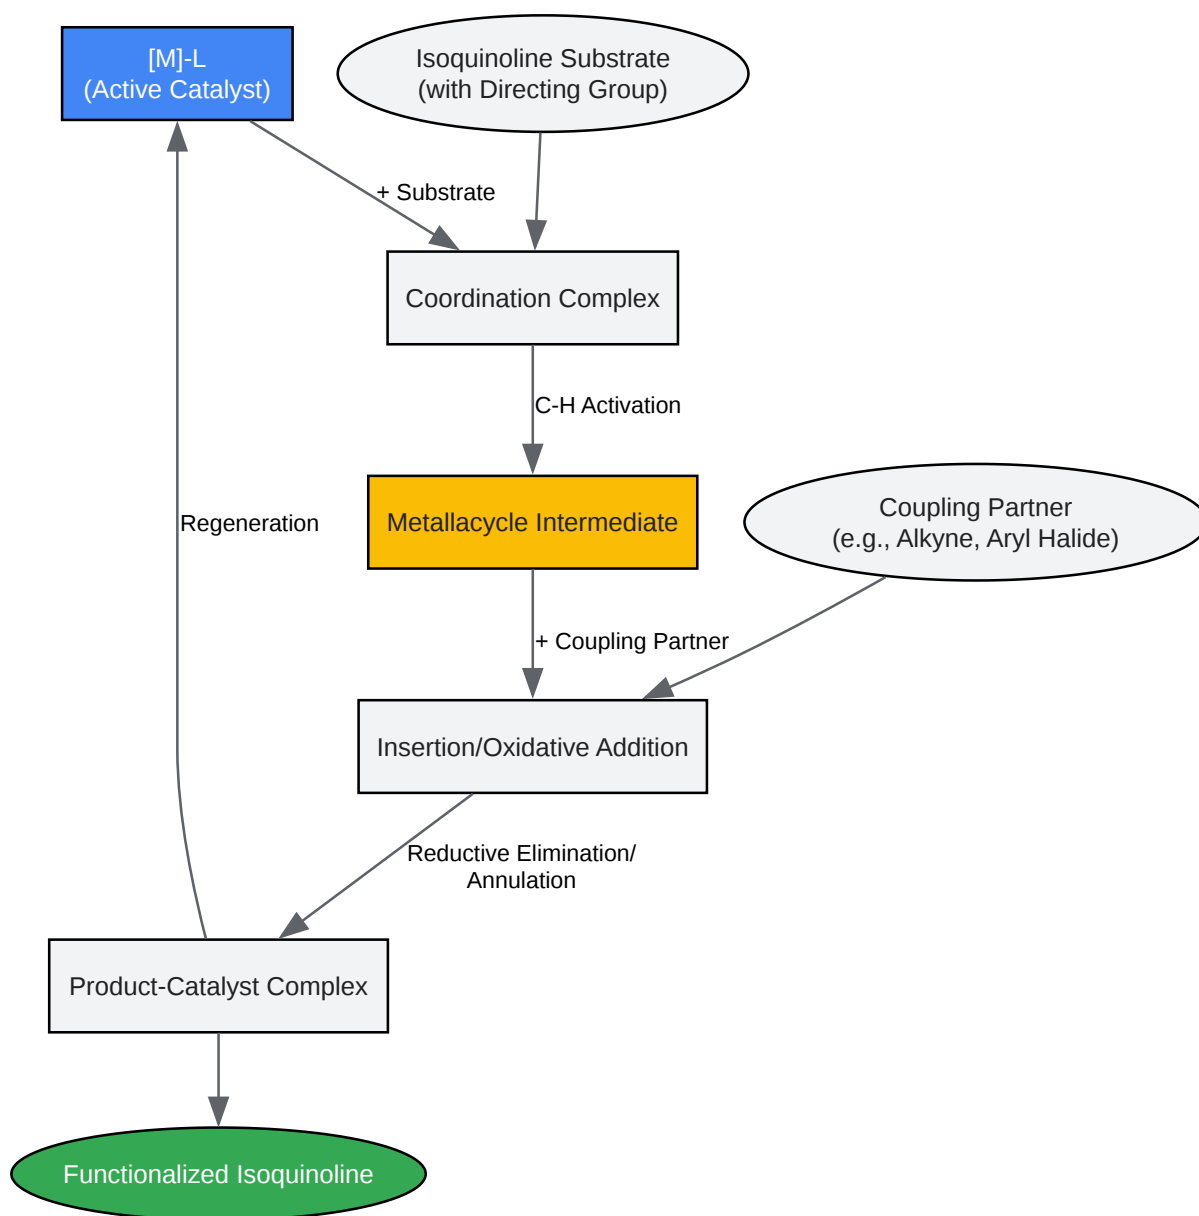 [M]-L
(Active Catalyst)
Isoquinoline Substrate
(with Directing Group)
+ Substrate
Coordination Complex
C-H Activation
Regeneration
Metallacycle Intermediate
Coupling Partner
(e.g., Alkyne, Aryl Halide)
+ Coupling Partner
Insertion/Oxidative Addition
Reductive Elimination/
Annulation
Product-Catalyst Complex
Functionalized Isoquinoline